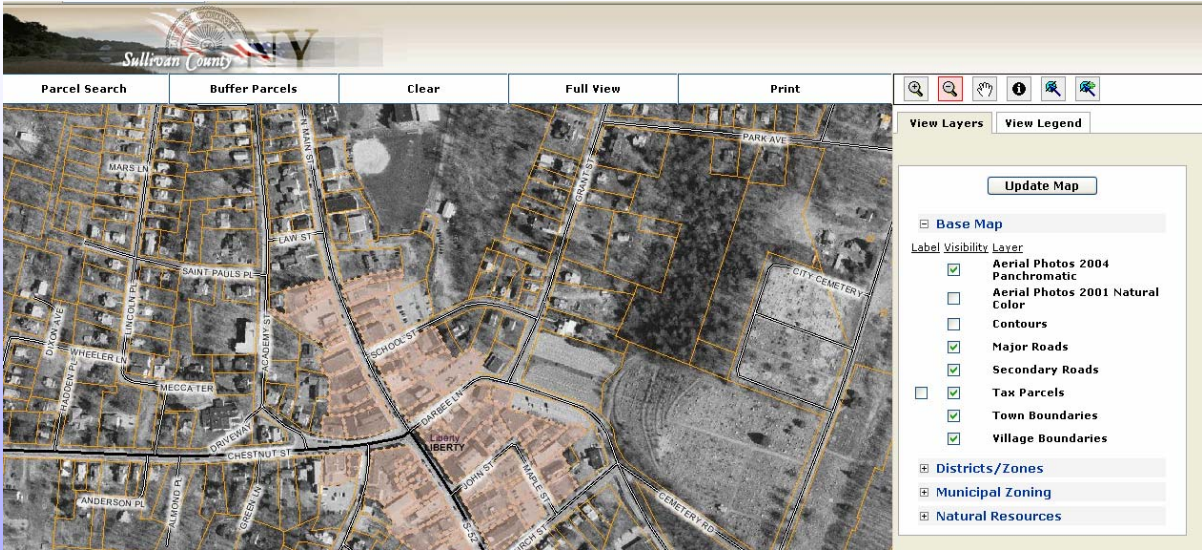 Sullivan County
NY
Parcel Search
Buffer Parcels
Clear
Full View
Print
View Layers
View Legend
Update Map
Base Map
Label Visibility Layer
Aerial Photos 2004
Panchromatic
Aerial Photos 2001 Natural
Color
Contours
Major Roads
Secondary Roads
Tax Parcels
Town Boundaries
Village Boundaries
Districts/Zones
Municipal Zoning
Natural Resources
N MAIN ST
PARK AVE
MARS LN
GRANT ST
LAW ST
SAINT PAULS PL
CITY CEMETERY
LINCOLN PL
DIXON AVE
ACADEMY ST
SCHOOL ST
WHEELER LN
HADDEN PL
MECCA TER
DARBEE LN
DRIVEWAY
Liberty
LIBERTY
CHESTNUT ST
JOHN ST
MAPLE ST
ANDERSON PL
ALMOND PL
GREEN LN
CEMETERY RD
S-52